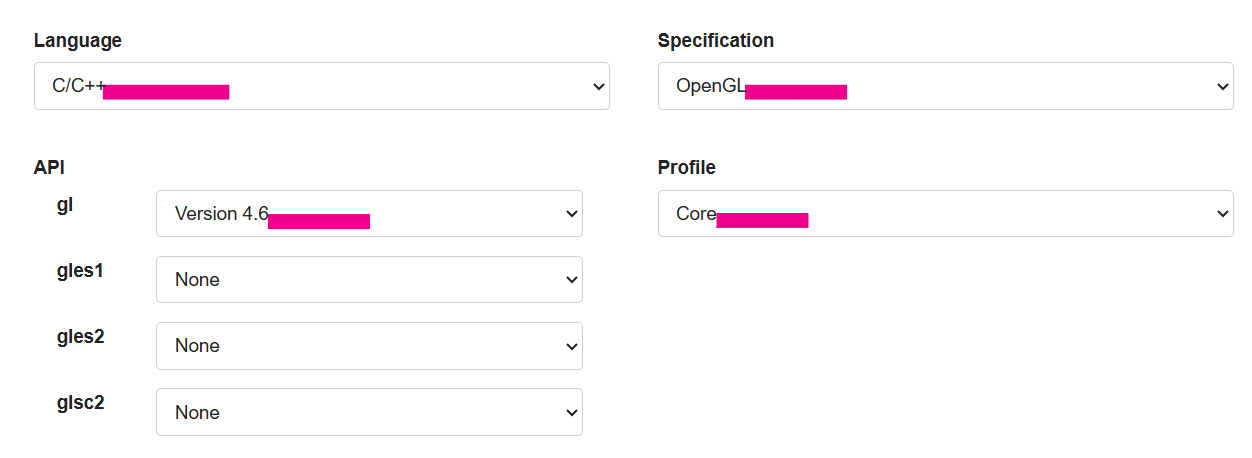 Language
C/C++
Specification
OpenGL
API
gl
Version 4.6
gles1
None
gles2
None
glsc2
None
Profile
Core